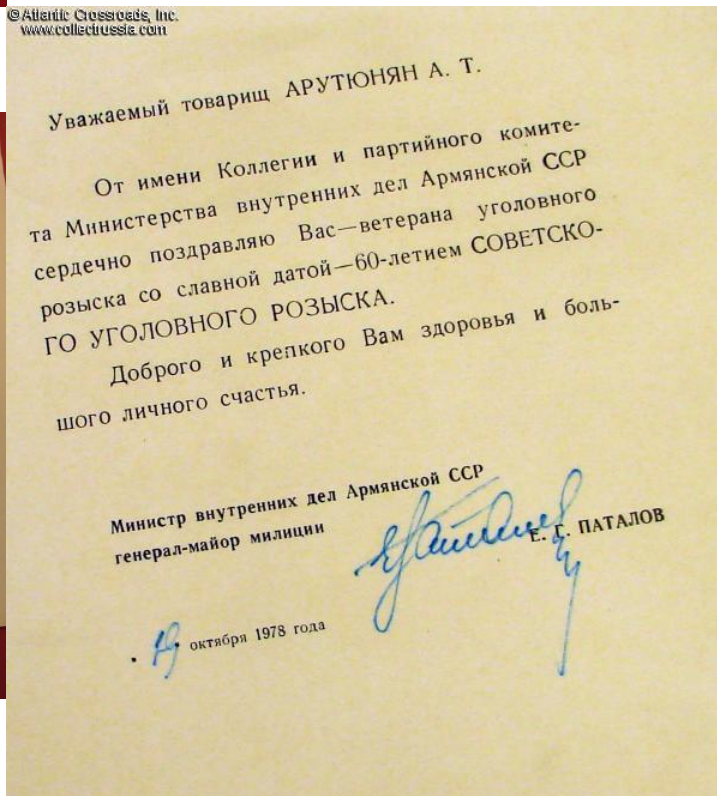 © Atlantic Crossroads, Inc.
www.collectrussia.com
Уважаемый товарищ АРУТЮНЯН А. Т.
От имени Коллегии и партийного комите-
та Министерства внутренних дел Армянской ССР
сердечно поздравляю Вас—ветерана уголовного
розыска со славной датой—60-летием СОВЕТСКО-
ГО УГОЛОВНОГО РОЗЫСКА.
Доброго и крепкого Вам здоровья и боль-
шого личного счастья.
Министр внутренних дел Армянской ССР
генерал-майор милиции
Е. Г. ПАТАЛОВ
октября 1978 года